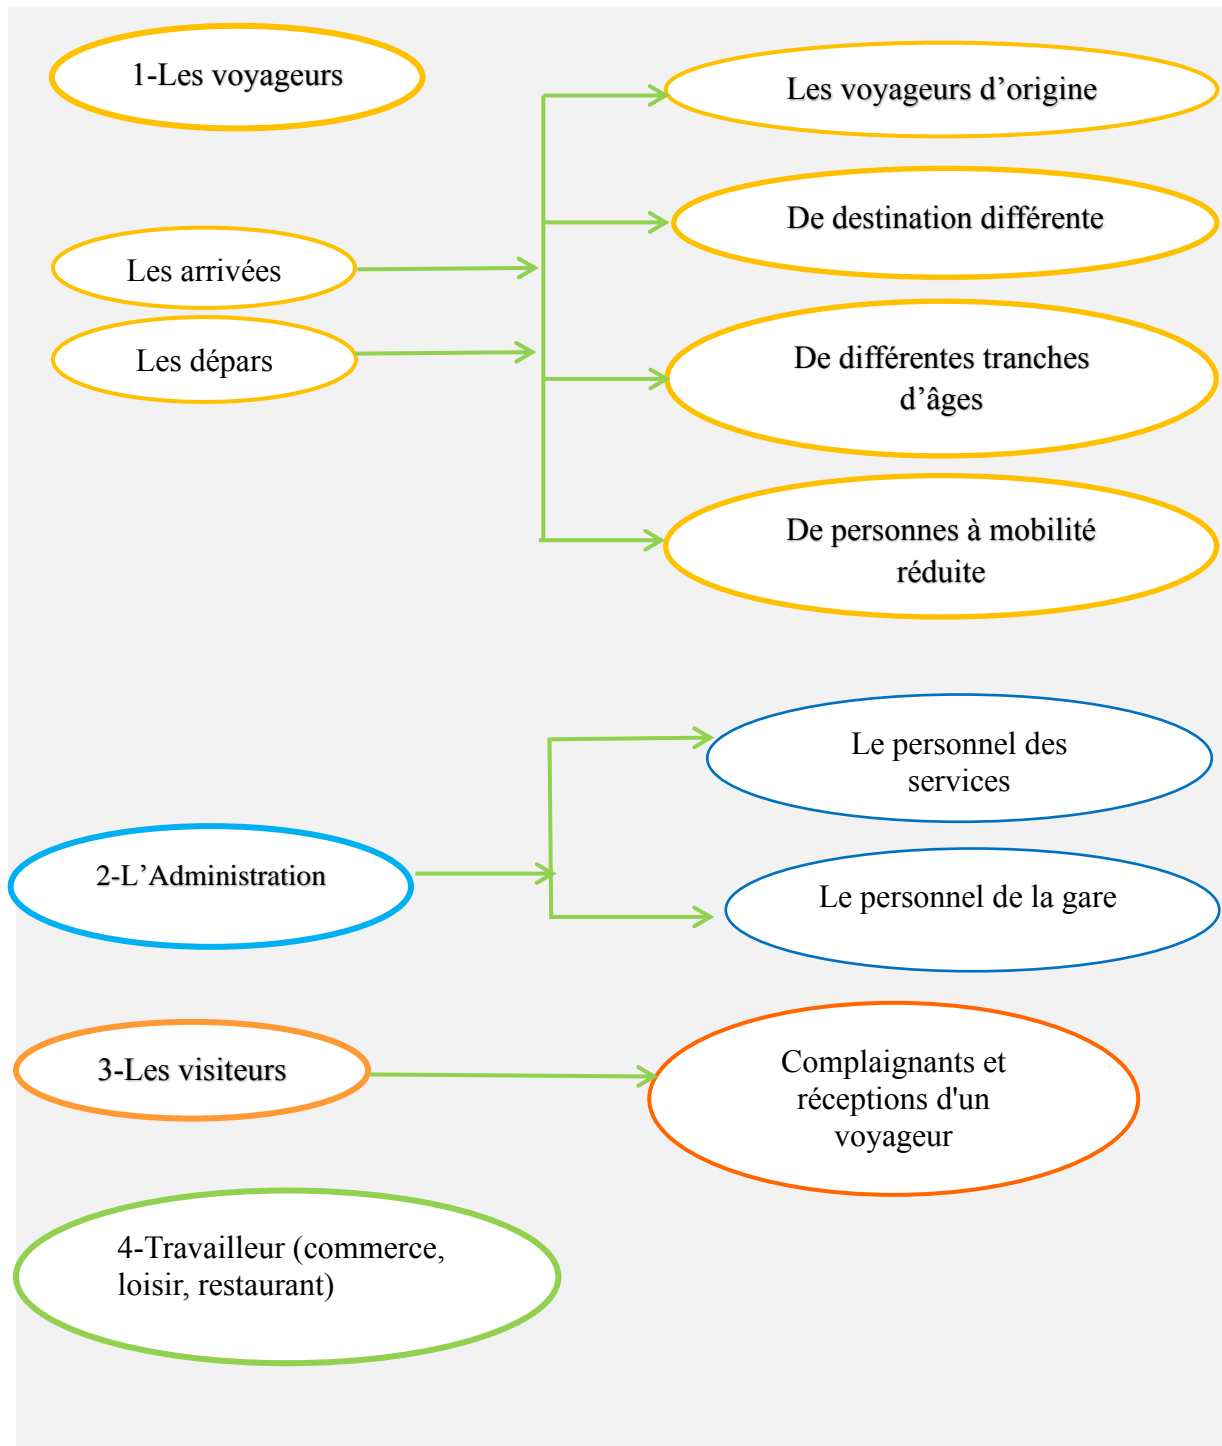 1-Les voyageurs
Les voyageurs d’origine
De destination différente
Les arrivées
Les dépars
De différentes tranches
d’âges
De personnes à mobilité
réduite
Le personnel des
services
2-L’Administration
Le personnel de la gare
3-Les visiteurs
Complaignants et
réceptions d'un
voyageur
4-Travailleur (commerce,
loisir, restaurant)